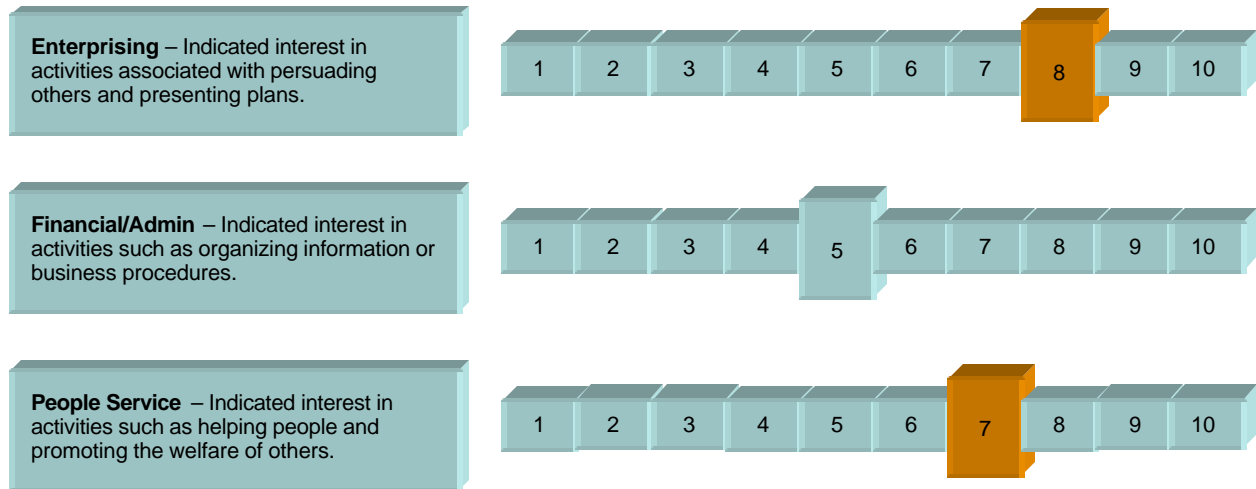 Enterprising – Indicated interest in
activities associated with persuading
others and presenting plans.
1 2 3 4 5 6 7 8 9 10
Financial/Admin – Indicated interest in
activities such as organizing information or
business procedures.
1 2 3 4 5 6 7 8 9 10
People Service – Indicated interest in
activities such as helping people and
promoting the welfare of others.
1 2 3 4 5 6 7 8 9 10